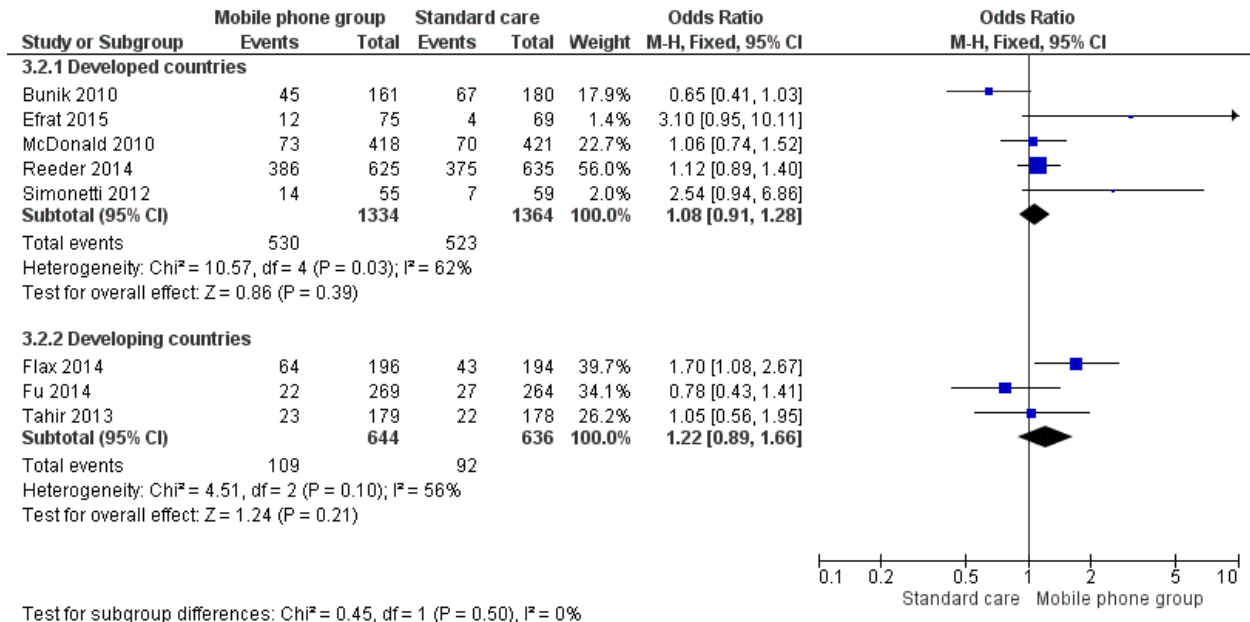 Mobile phone group Standard care Odds Ratio Odds Ratio
Study or Subgroup Events Total Events Total Weight M-H, Fixed, 95% CI M-H, Fixed, 95% CI
3.2.1 Developed countries
Bunik 2010 45 161 67 180 17.9% 0.65 [0.41, 1.03]
Efrat 2015 12 75 4 69 1.4% 3.10 [0.95, 10.11]
McDonald 2010 73 418 70 421 22.7% 1.06 [0.74, 1.52]
Reeder 2014 386 625 375 635 56.0% 1.12 [0.89, 1.40]
Simonetti 2012 14 55 7 59 2.0% 2.54 [0.94, 6.86]
Subtotal (95% CI) 1334 1364 100.0% 1.08 [0.91, 1.28]
Total events 530 523
Heterogeneity: Chi² = 10.57, df = 4 (P = 0.03); I² = 62%
Test for overall effect: Z = 0.86 (P = 0.39)
3.2.2 Developing countries
Flax 2014 64 196 43 194 39.7% 1.70 [1.08, 2.67]
Fu 2014 22 269 27 264 34.1% 0.78 [0.43, 1.41]
Tahir 2013 23 179 22 178 26.2% 1.05 [0.56, 1.95]
Subtotal (95% CI) 644 636 100.0% 1.22 [0.89, 1.66]
Total events 109 92
Heterogeneity: Chi² = 4.51, df = 2 (P = 0.10); I² = 56%
Test for overall effect: Z = 1.24 (P = 0.21)
0.1 0.2 0.5 1 2 5 10
Standard care Mobile phone group
Test for subgroup differences: Chi² = 0.45, df = 1 (P = 0.50), I² = 0%